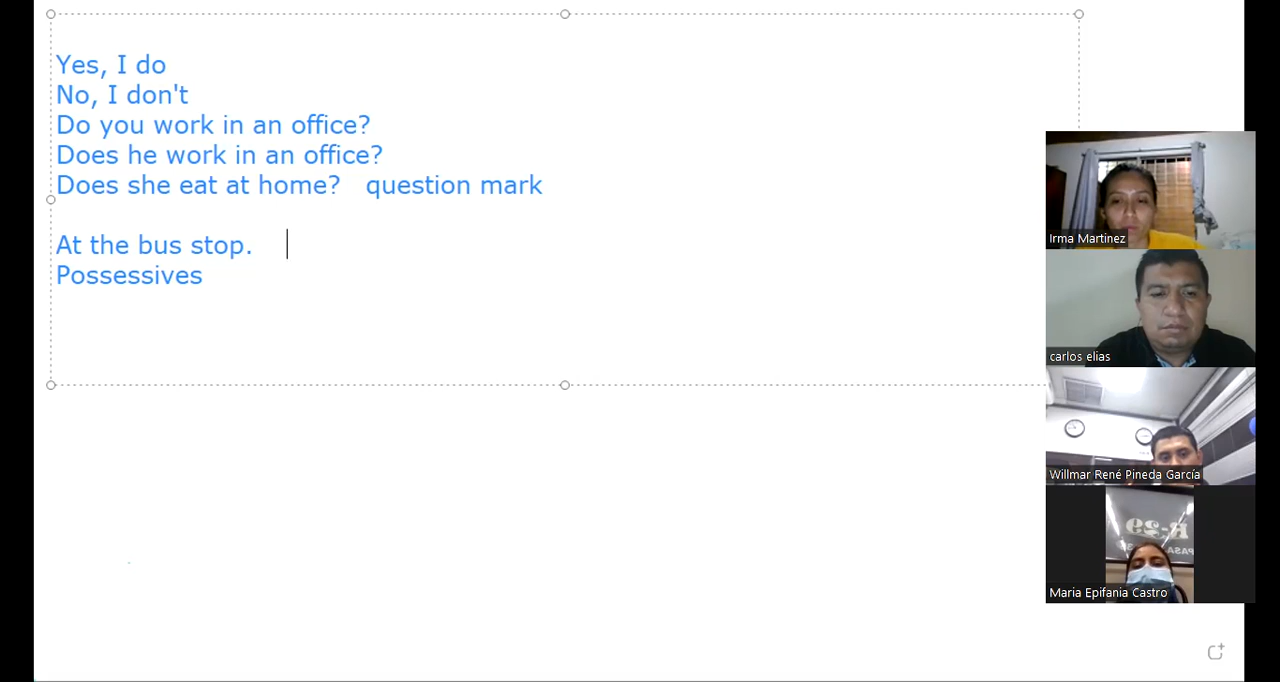 Yes, I do
No, I don't
Do you work in an office?
Does he work in an office?
Does she eat at home?   question mark
At the bus stop.
Possessives
Irma Martinez
carlos elias
Willmar René Pineda García
R-29
Maria Epifania Castro